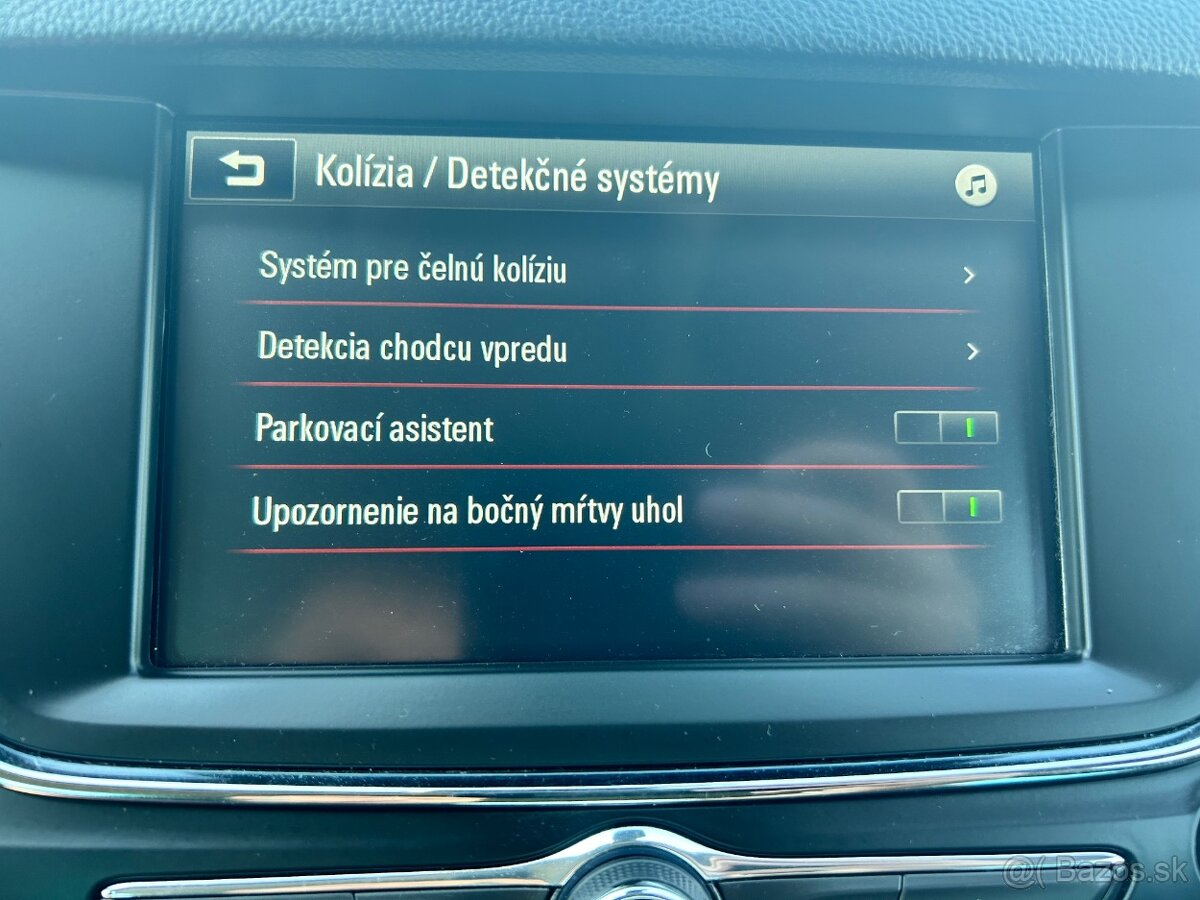 Kolízia / Detekčné systémy
Systém pre čelnú kolíziu
Detekcia chodcu vpredu
Parkovací asistent
Upozornenie na bočný mŕtvy uhol
@( Bazos.sk